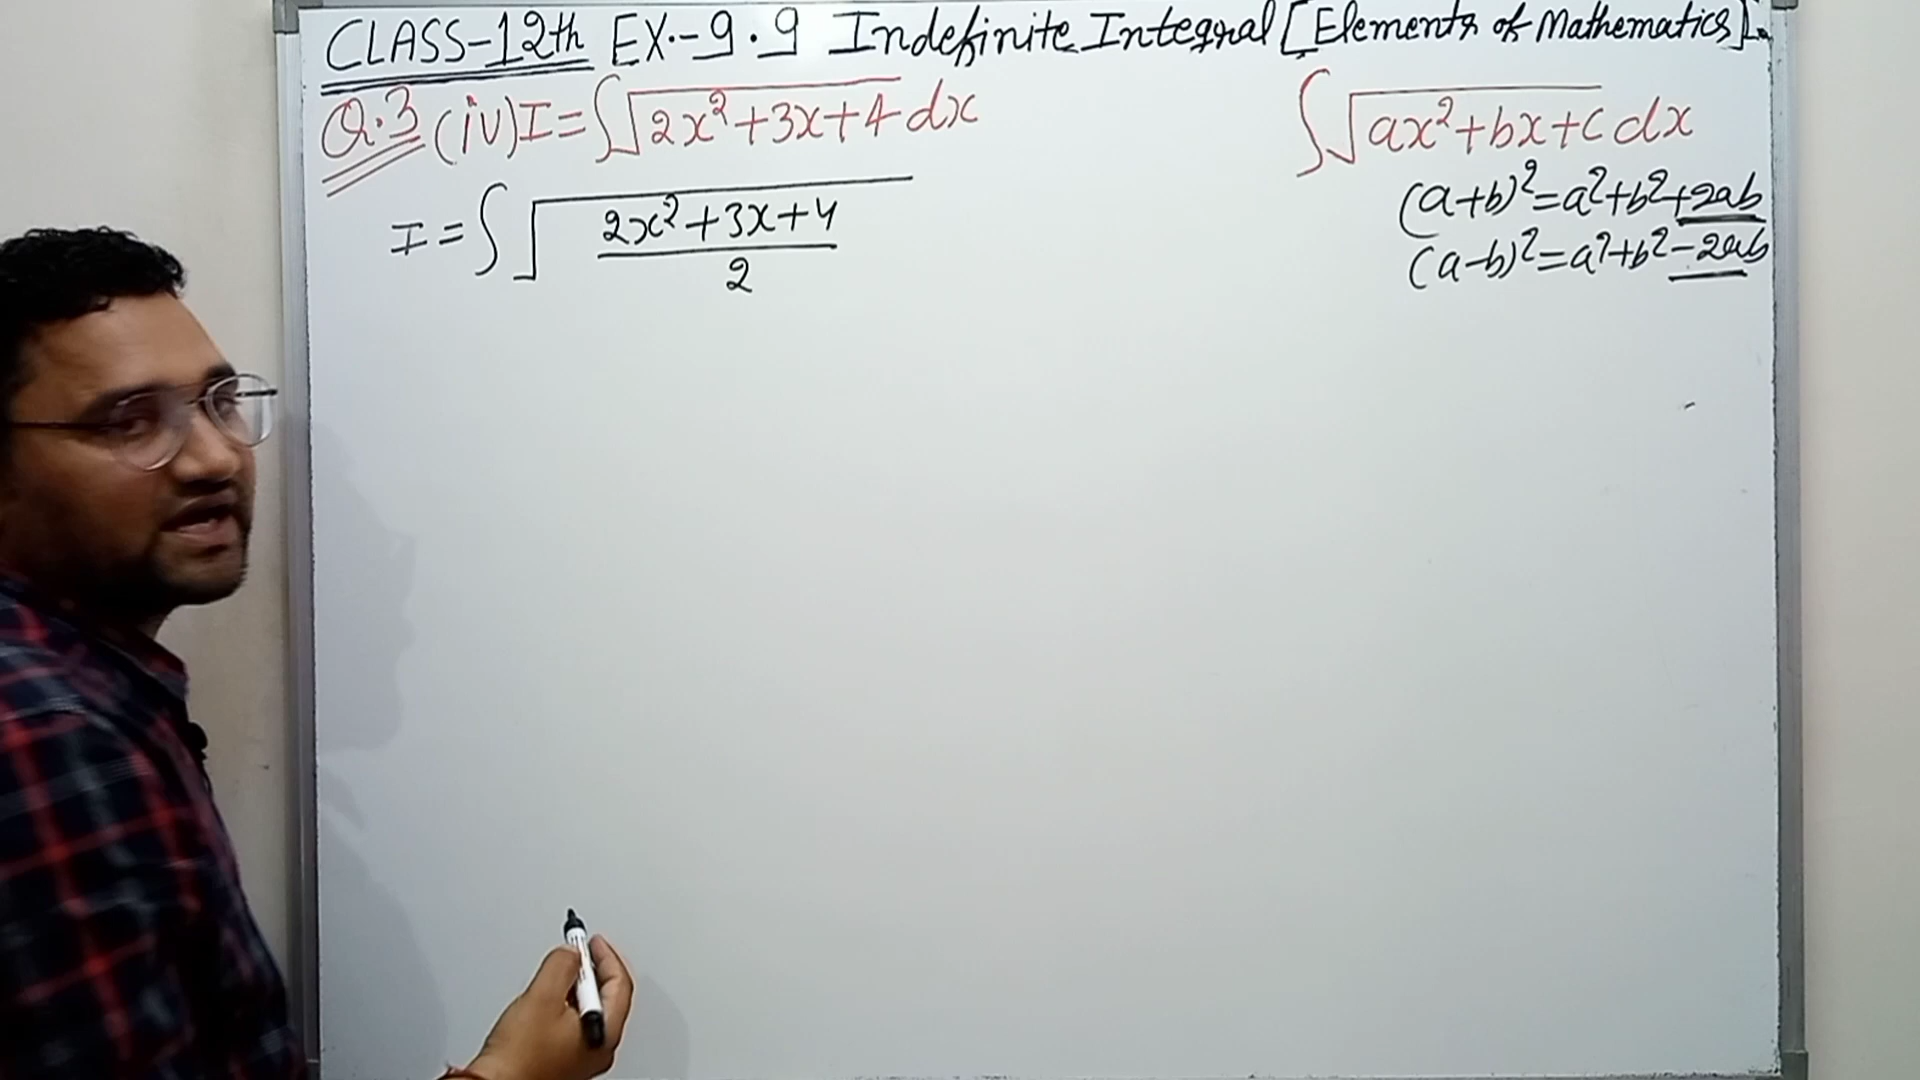 CLASS-12th EX.-9.9 Indefinite Integral [Elements of Mathematics].
Q.3 (iv) I=∫√2x²+3x+4 dx
∫√ax²+bx+c dx
(a+b)²=a²+b²+2ab
(a-b)²=a²+b²-2ab
I=∫√(2x²+3x+4)/2